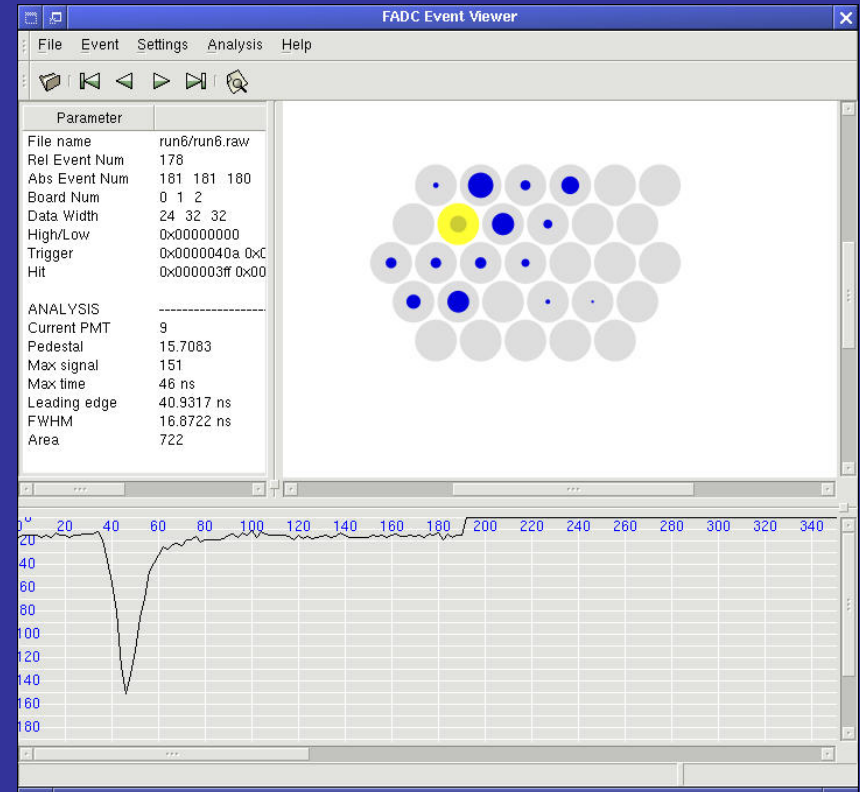 FADC Event Viewer
File Event Settings Analysis Help
Parameter
File name run6/run6.raw
Rel Event Num 178
Abs Event Num 181 181 180
Board Num 0 1 2
Data Width 24 32 32
High/Low 0x00000000
Trigger 0x0000040a 0x0
Hit 0x000003ff 0x00
ANALYSIS --------------------
Current PMT 9
Pedestal 15.7083
Max signal 151
Max time 46 ns
Leading edge 40.9317 ns
FWHM 16.8722 ns
Area 722
0 20 40 60 80 100 120 140 160 180 200 220 240 260 280 300 320 340
20
40
60
80
100
120
140
160
180